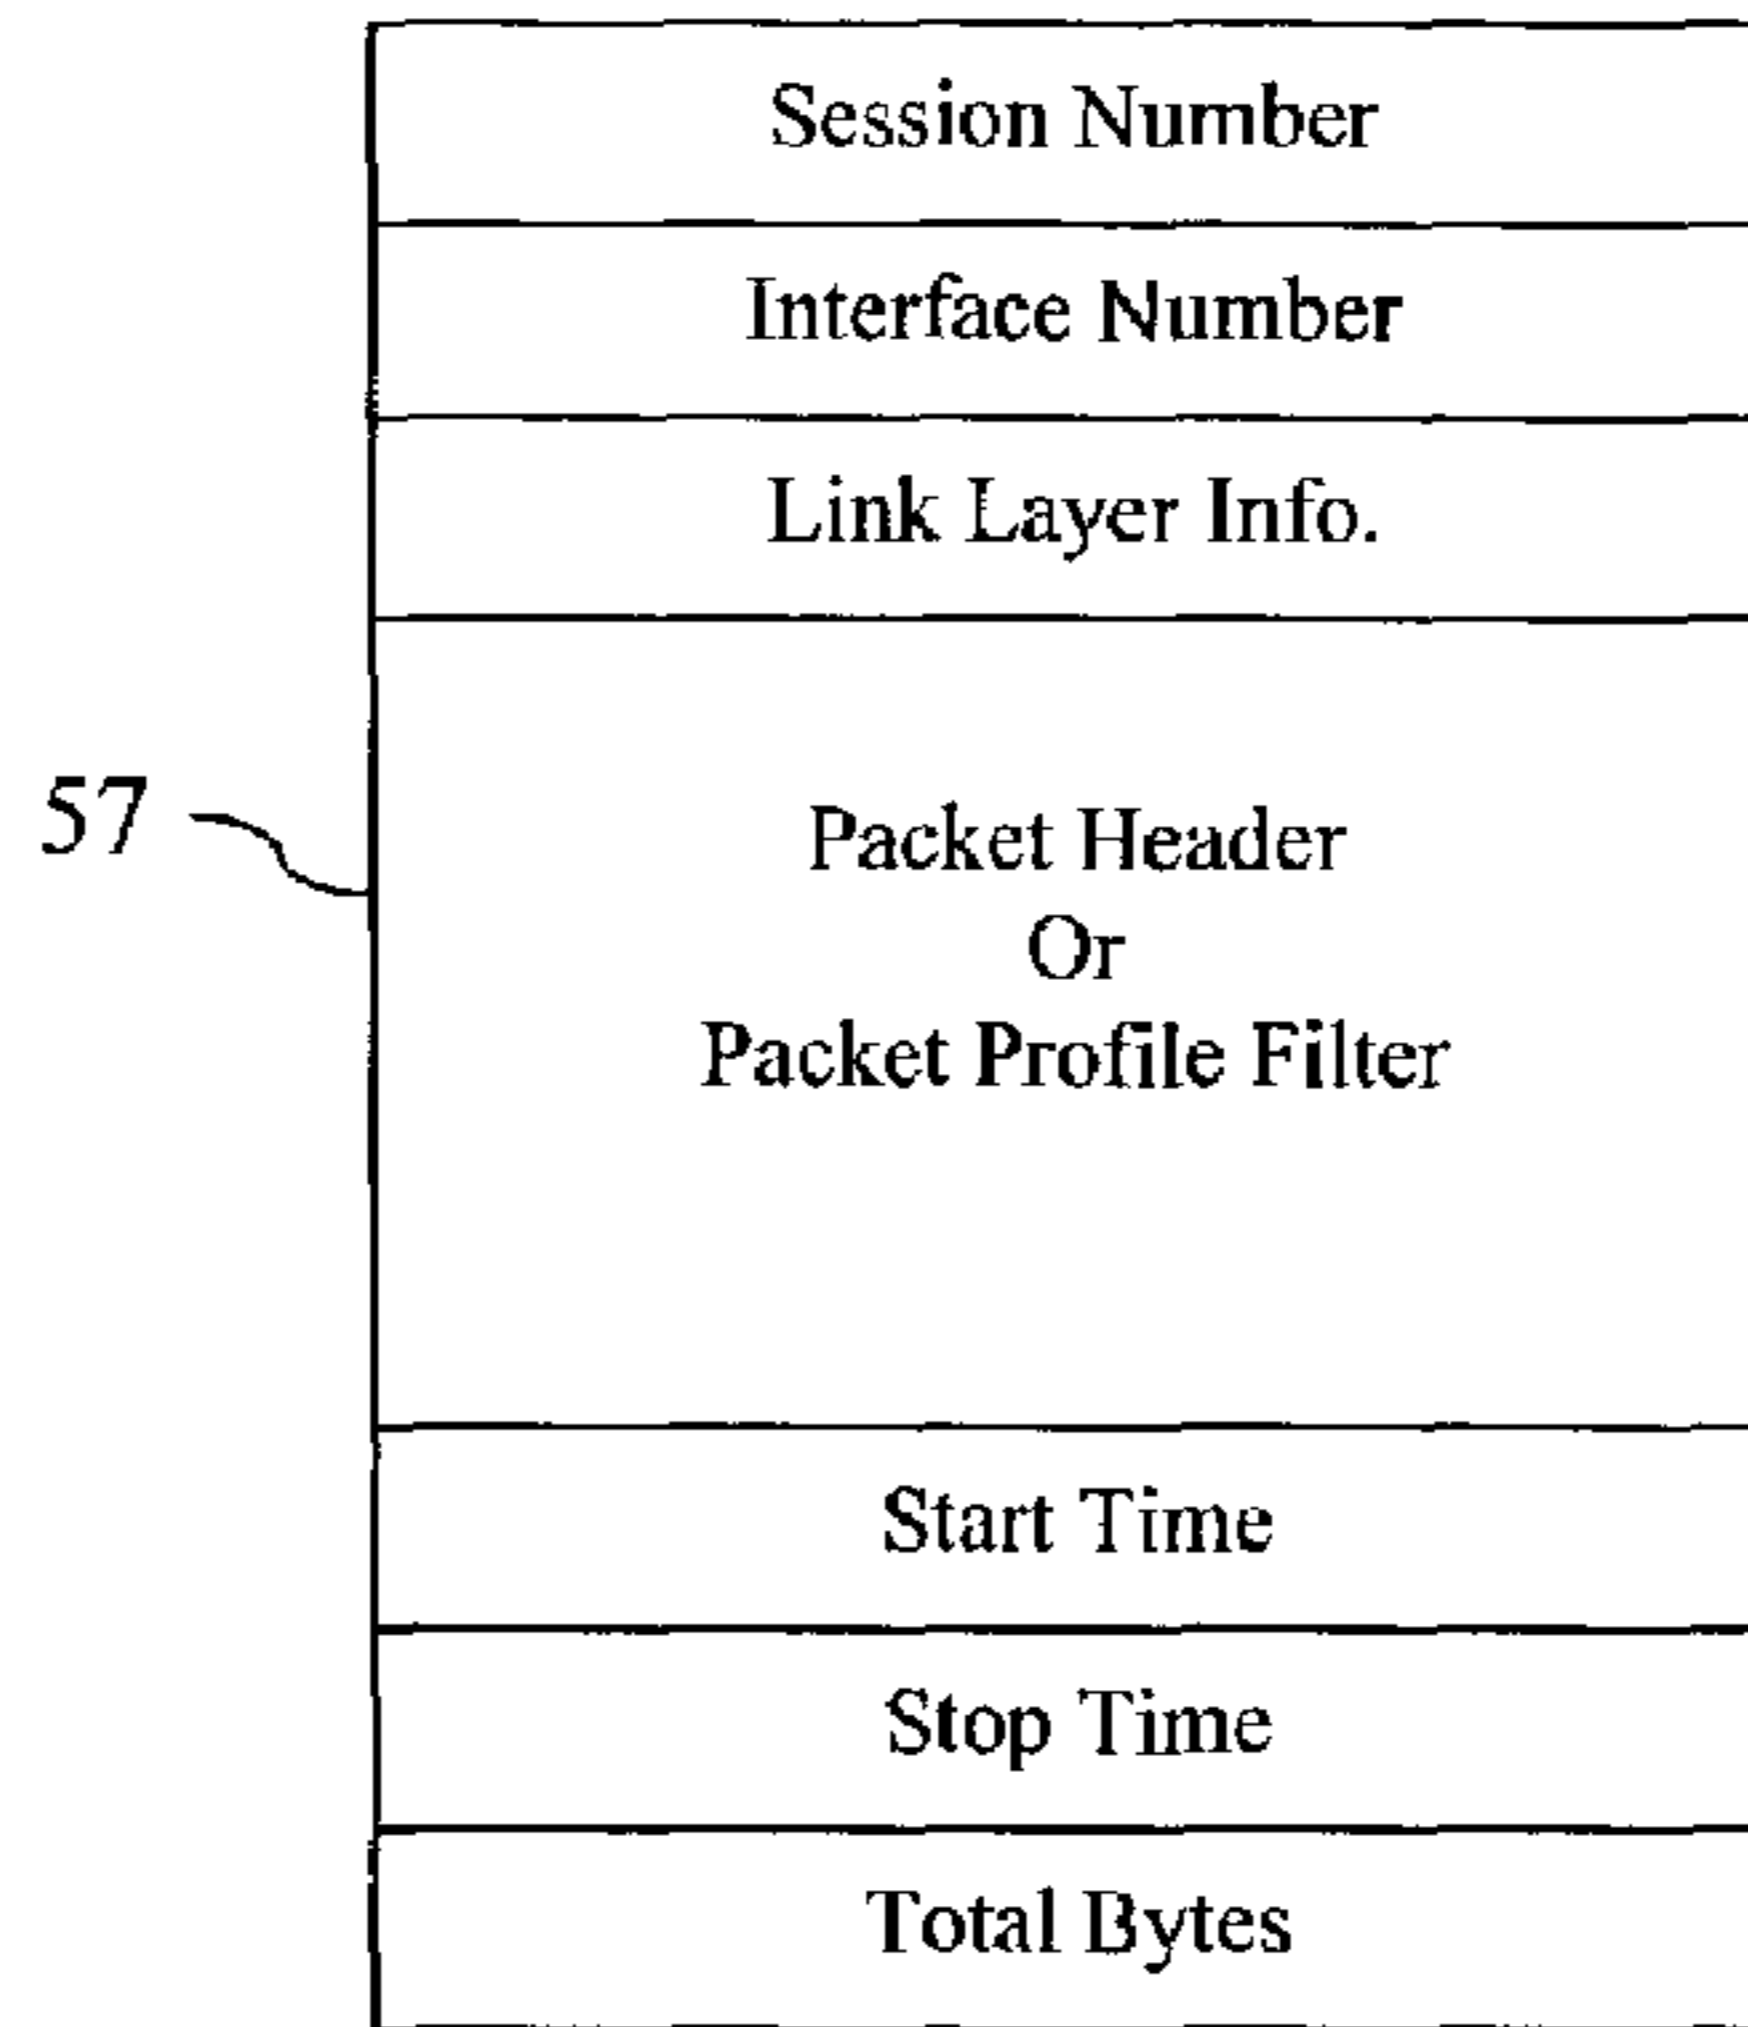 Session Number
Interface Number
Link Layer Info.
57
Packet Header
Or
Packet Profile Filter
Start Time
Stop Time
Total Bytes